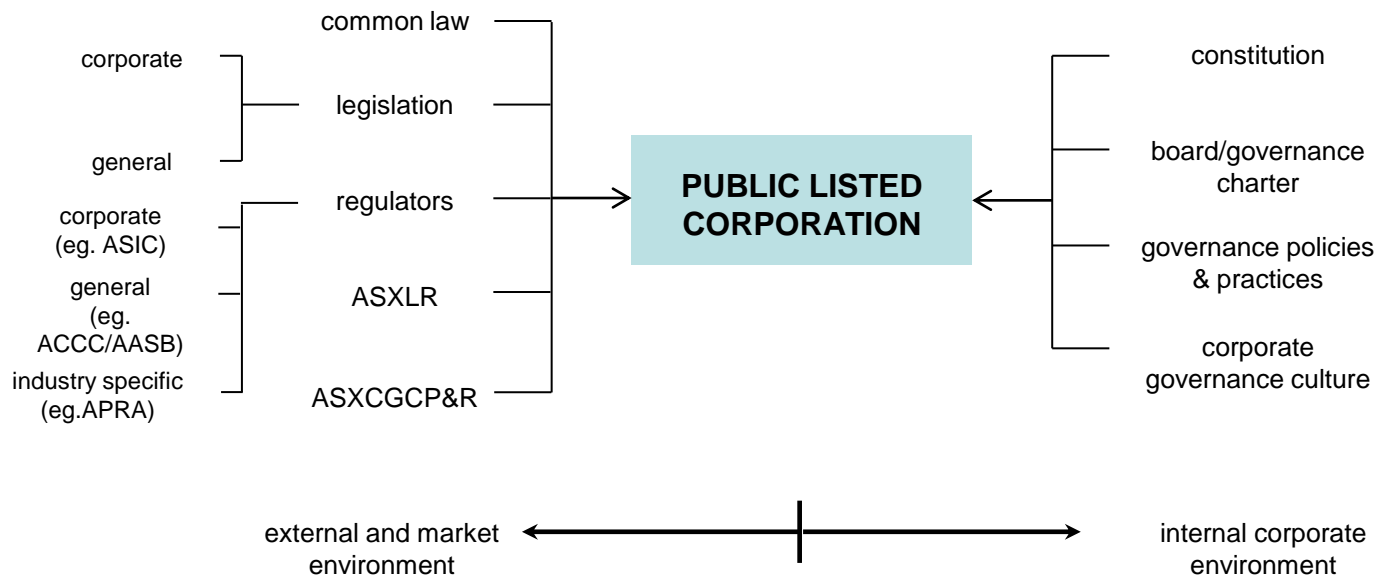 common law
corporate
legislation
general
regulators
corporate
(eg. ASIC)
general
(eg.
ACCC/AASB)
industry specific
(eg.APRA)
ASXLR
ASXCGCP&R
PUBLIC LISTED
CORPORATION
constitution
board/governance
charter
governance policies
& practices
corporate
governance culture
external and market
environment
internal corporate
environment